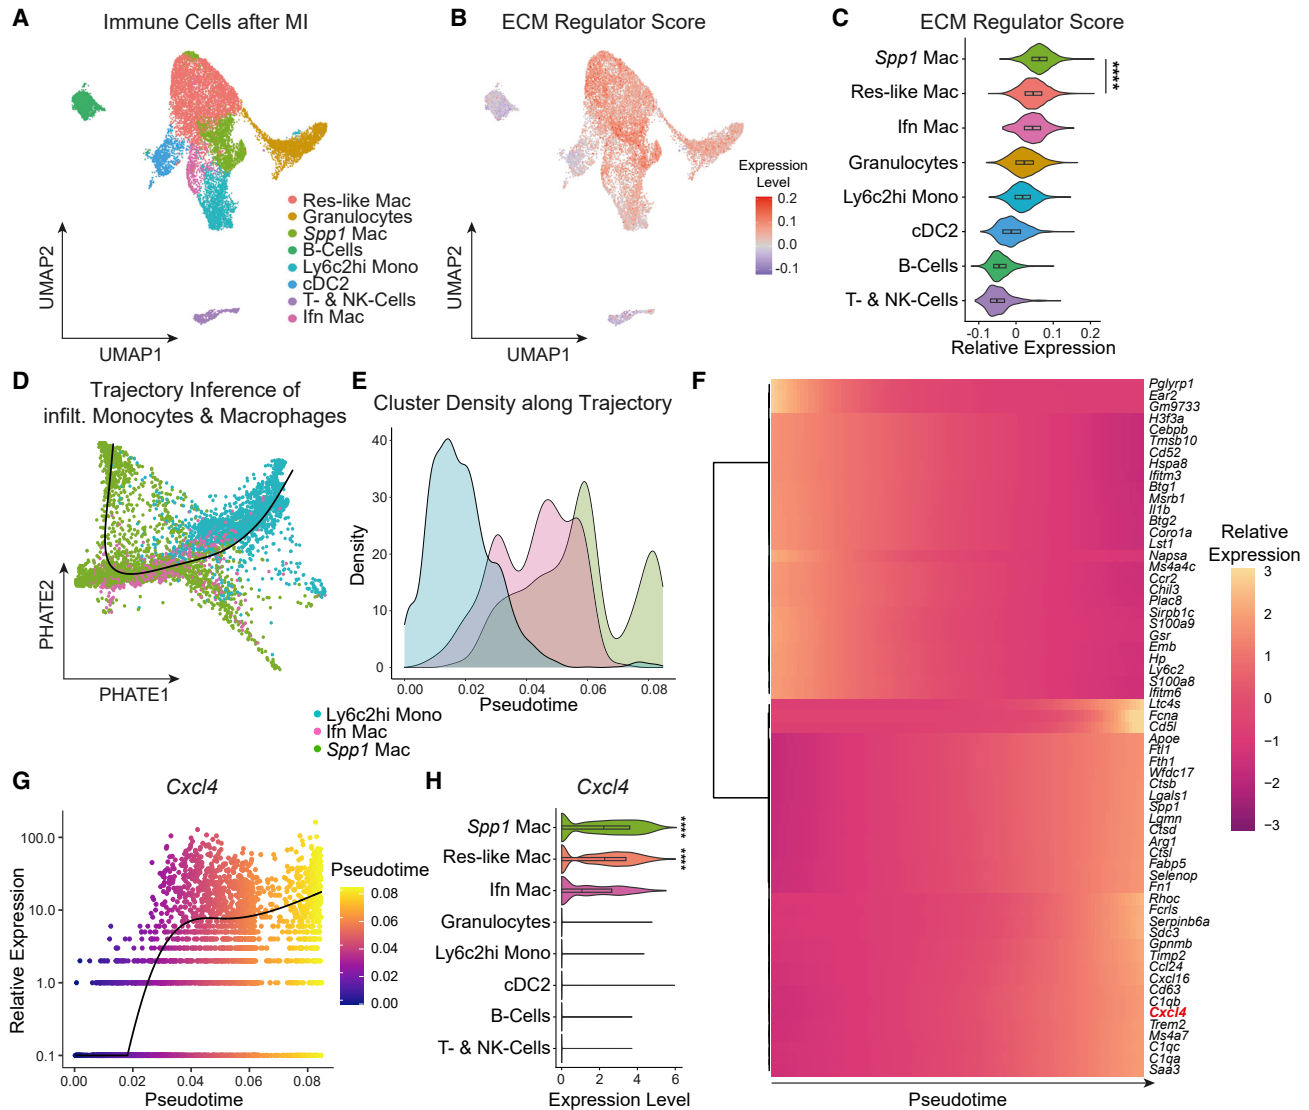 A
Immune Cells after MI
UMAP2
UMAP1
Res-like Mac
Granulocytes
Spp1 Mac
B-Cells
Ly6c2hi Mono
cDC2
T- & NK-Cells
Ifn Mac
B
ECM Regulator Score
UMAP2
UMAP1
Expression
Level
0.2
0.1
0.0
-0.1
C
ECM Regulator Score
Spp1 Mac
Res-like Mac
Ifn Mac
Granulocytes
Ly6c2hi Mono
cDC2
B-Cells
T- & NK-Cells
****
-0.1 0 0.1 0.2
Relative Expression
D
Trajectory Inference of
infilt. Monocytes & Macrophages
PHATE2
PHATE1
E
Cluster Density along Trajectory
Density
40
30
20
10
0
0.00 0.02 0.04 0.06 0.08
Pseudotime
Ly6c2hi Mono
Ifn Mac
Spp1 Mac
F
Pglyrp1
Ear2
Gm9733
H3f3a
Cebpb
Tmsb10
Cd52
Hspa8
Ifitm3
Btg1
Msrb1
Il1b
Btg2
Coro1a
Lst1
Napsa
Ms4a4c
Ccr2
Chil3
Plac8
Sirpb1c
S100a9
Gsr
Emb
Hp
Ly6c2
S100a8
Ifitm6
Ltc4s
Fcna
Cd5l
Apoe
Ftl1
Fth1
Wfdc17
Ctsb
Lgals1
Spp1
Lgmn
Ctsd
Arg1
Ctsl
Fabp5
Selenop
Fn1
Rhoc
Fcrls
Serpinb6a
Sdc3
Gpnmb
Timp2
Ccl24
Cxcl16
Cd63
C1qb
Cxcl4
Trem2
Ms4a7
C1qc
C1qa
Saa3
Pseudotime
Relative
Expression
3
2
1
0
−1
−2
−3
G
Cxcl4
Relative Expression
100.0
10.0
1.0
0.1
0.00 0.02 0.04 0.06 0.08
Pseudotime
Pseudotime
0.08
0.06
0.04
0.02
0.00
H
Cxcl4
Spp1 Mac
Res-like Mac
Ifn Mac
Granulocytes
Ly6c2hi Mono
cDC2
B-Cells
T- & NK-Cells
****
****
0 2 4 6
Expression Level